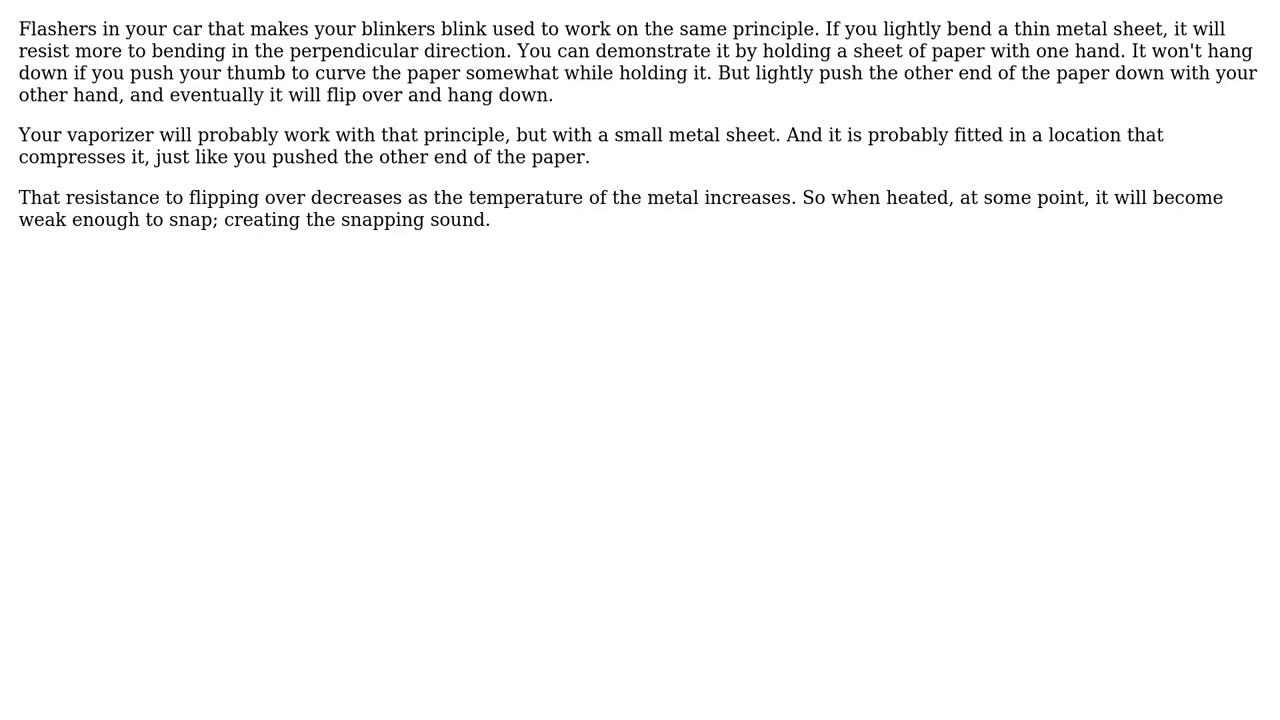 Flashers in your car that makes your blinkers blink used to work on the same principle. If you lightly bend a thin metal sheet, it will
resist more to bending in the perpendicular direction. You can demonstrate it by holding a sheet of paper with one hand. It won't hang
down if you push your thumb to curve the paper somewhat while holding it. But lightly push the other end of the paper down with your
other hand, and eventually it will flip over and hang down.
Your vaporizer will probably work with that principle, but with a small metal sheet. And it is probably fitted in a location that
compresses it, just like you pushed the other end of the paper.
That resistance to flipping over decreases as the temperature of the metal increases. So when heated, at some point, it will become
weak enough to snap; creating the snapping sound.